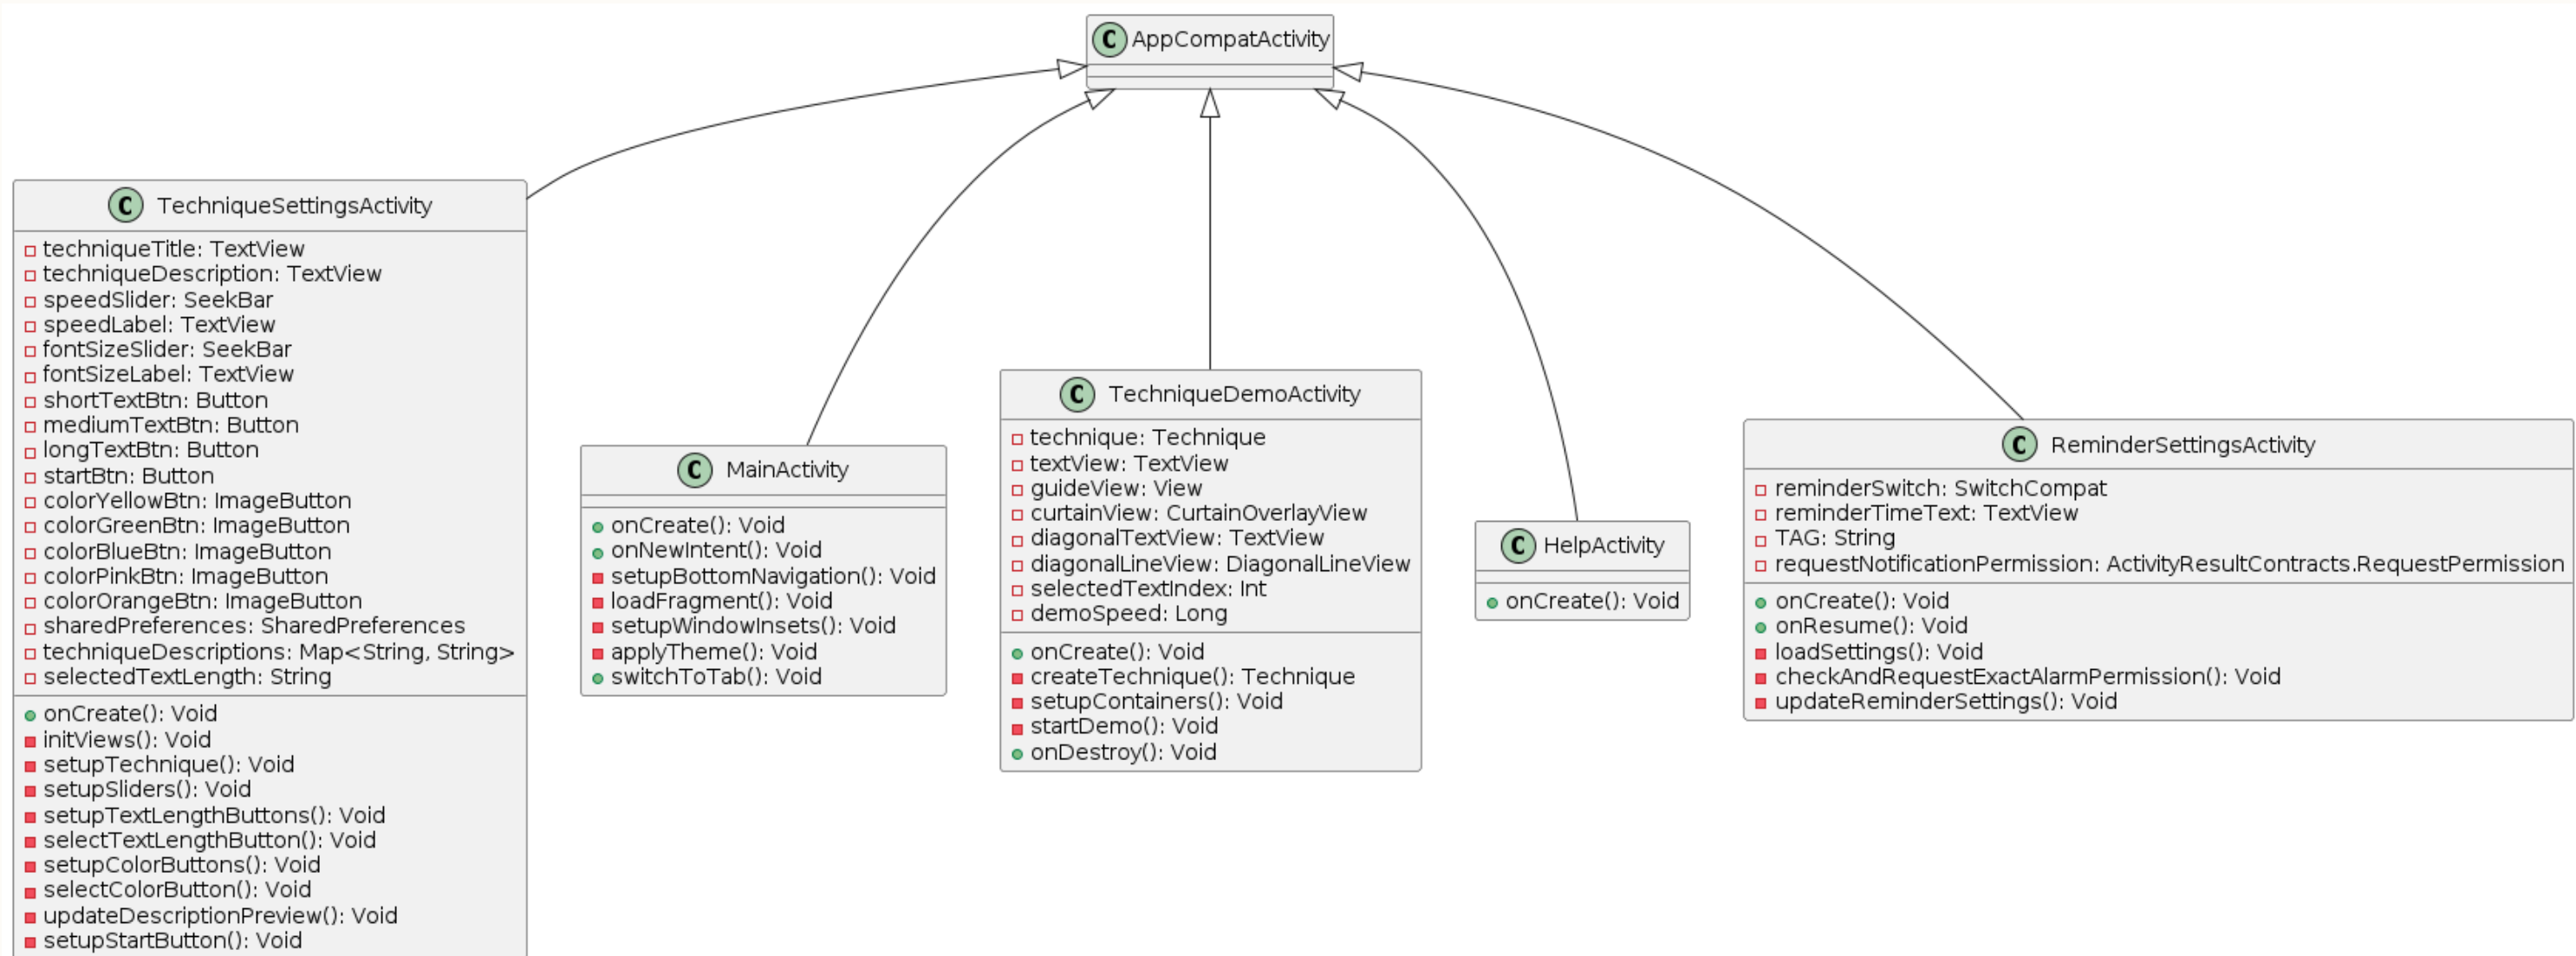 C AppCompatActivity
C TechniqueSettingsActivity
techniqueTitle: TextView
techniqueDescription: TextView
speedSlider: SeekBar
speedLabel: TextView
fontSizeSlider: SeekBar
fontSizeLabel: TextView
shortTextBtn: Button
mediumTextBtn: Button
longTextBtn: Button
startBtn: Button
colorYellowBtn: ImageButton
colorGreenBtn: ImageButton
colorBlueBtn: ImageButton
colorPinkBtn: ImageButton
colorOrangeBtn: ImageButton
sharedPreferences: SharedPreferences
techniqueDescriptions: Map<String, String>
selectedTextLength: String
onCreate(): Void
initViews(): Void
setupTechnique(): Void
setupSliders(): Void
setupTextLengthButtons(): Void
selectTextLengthButton(): Void
setupColorButtons(): Void
selectColorButton(): Void
updateDescriptionPreview(): Void
setupStartButton(): Void
C MainActivity
onCreate(): Void
onNewIntent(): Void
setupBottomNavigation(): Void
loadFragment(): Void
setupWindowInsets(): Void
applyTheme(): Void
switchToTab(): Void
C TechniqueDemoActivity
technique: Technique
textView: TextView
guideView: View
curtainView: CurtainOverlayView
diagonalTextView: TextView
diagonalLineView: DiagonalLineView
selectedTextIndex: Int
demoSpeed: Long
onCreate(): Void
createTechnique(): Technique
setupContainers(): Void
startDemo(): Void
onDestroy(): Void
C HelpActivity
onCreate(): Void
C ReminderSettingsActivity
reminderSwitch: SwitchCompat
reminderTimeText: TextView
TAG: String
requestNotificationPermission: ActivityResultContracts.RequestPermission
onCreate(): Void
onResume(): Void
loadSettings(): Void
checkAndRequestExactAlarmPermission(): Void
updateReminderSettings(): Void